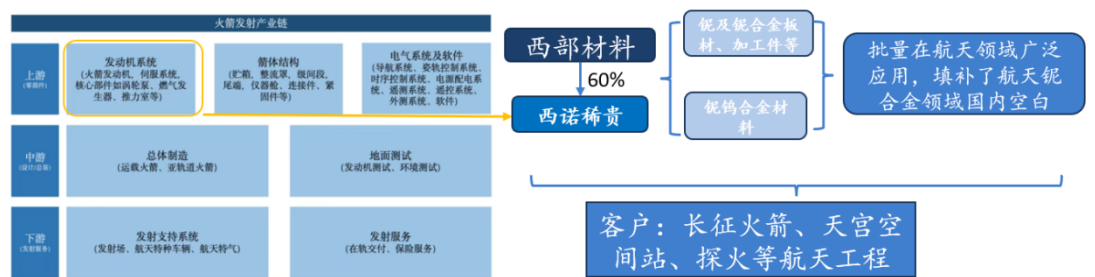 火箭发射产业链
上游
(零部件)
发动机系统
(火箭发动机、伺服系统,
核心部件如涡轮泵、燃气发
生器、推力室等)
箭体结构
(贮箱、整流罩、级间段、
尾端、仪器舱、连接件、紧
固件等)
电气系统及软件
(导航系统、姿轨控制系统、
时序控制系统、电源配电系
统、遥测系统、遥控系统、
外测系统、软件)
中游
(设计/总装)
总体制造
(运载火箭、亚轨道火箭)
地面测试
(发动机测试、环境测试)
下游
(发射服务)
发射支持系统
(发射场、航天特种车辆、航天特气)
发射服务
(在轨交付、保险服务)
西部材料
60%
西诺稀贵
铌及铌合金板
材、加工件等
铌钨合金材
料
批量在航天领域广泛
应用，填补了航天铌
合金领域国内空白
客户：长征火箭、天宫空
间站、探火等航天工程